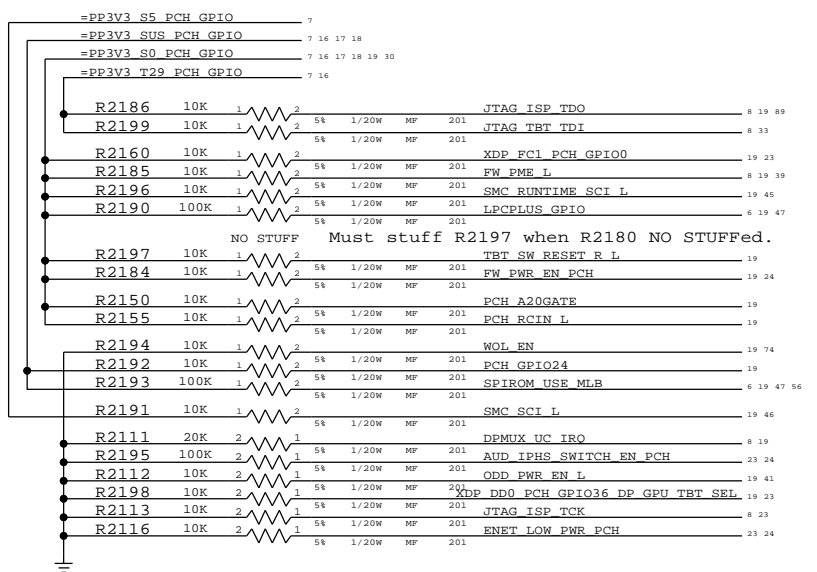 =PP3V3_S5_PCH_GPIO 7
=PP3V3_SUS_PCH_GPIO 7 16 17 18
=PP3V3_S0_PCH_GPIO 7 16 17 18 19 30
=PP3V3_T29_PCH_GPIO 7 16
R2186 10K 1 2 5% 1/20W MF 201 JTAG_ISP_TDO 8 19 89
R2199 10K 1 2 5% 1/20W MF 201 JTAG_TBT_TDI 8 33
R2160 10K 1 2 5% 1/20W MF 201 XDP_FC1_PCH_GPIO0 19 23
R2185 10K 1 2 5% 1/20W MF 201 FW_PME_L 8 19 39
R2196 10K 1 2 5% 1/20W MF 201 SMC_RUNTIME_SCI_L 19 45
R2190 100K 1 2 5% 1/20W MF 201 LPCPLUS_GPIO 6 19 47
NO STUFF Must stuff R2197 when R2180 NO STUFFed.
R2197 10K 1 2 5% 1/20W MF 201 TBT_SW_RESET_R_L 19
R2184 10K 1 2 5% 1/20W MF 201 FW_PWR_EN_PCH 19 24
R2150 10K 1 2 5% 1/20W MF 201 PCH_A20GATE 19
R2155 10K 1 2 5% 1/20W MF 201 PCH_RCIN_L 19
R2194 10K 1 2 5% 1/20W MF 201 WOL_EN 19 74
R2192 10K 1 2 5% 1/20W MF 201 PCH_GPIO24 19
R2193 100K 1 2 5% 1/20W MF 201 SPIROM_USE_MLB 6 19 47 56
R2191 10K 1 2 5% 1/20W MF 201 SMC_SCI_L 19 46
R2111 20K 2 1 5% 1/20W MF 201 DPMUX_UC_IRQ 8 19
R2195 100K 2 1 5% 1/20W MF 201 AUD_IPHS_SWITCH_EN_PCH 23 24
R2112 10K 2 1 5% 1/20W MF 201 ODD_PWR_EN_L 19 41
R2198 10K 2 1 5% 1/20W MF 201 XDP_DD0_PCH_GPIO36_DP_GPU_TBT_SEL 19 23
R2113 10K 2 1 5% 1/20W MF 201 JTAG_ISP_TCK 8 23
R2116 10K 2 1 5% 1/20W MF 201 ENET_LOW_PWR_PCH 23 24